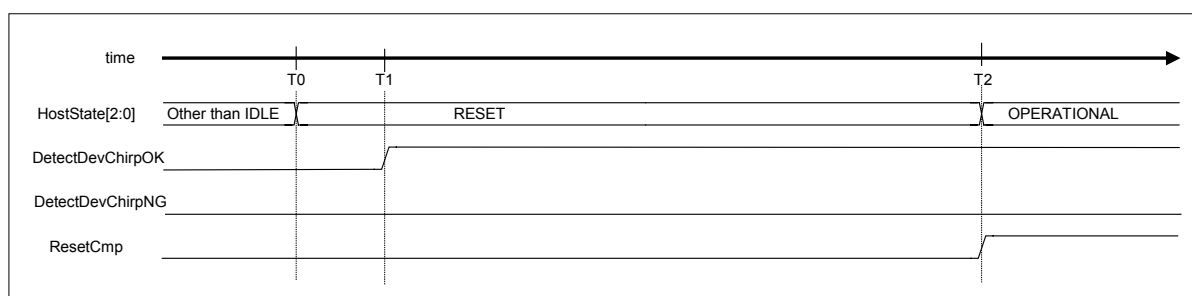 time
T0 T1 T2
HostState[2:0] Other than IDLE RESET OPERATIONAL
DetectDevChirpOK
DetectDevChirpNG
ResetCmp